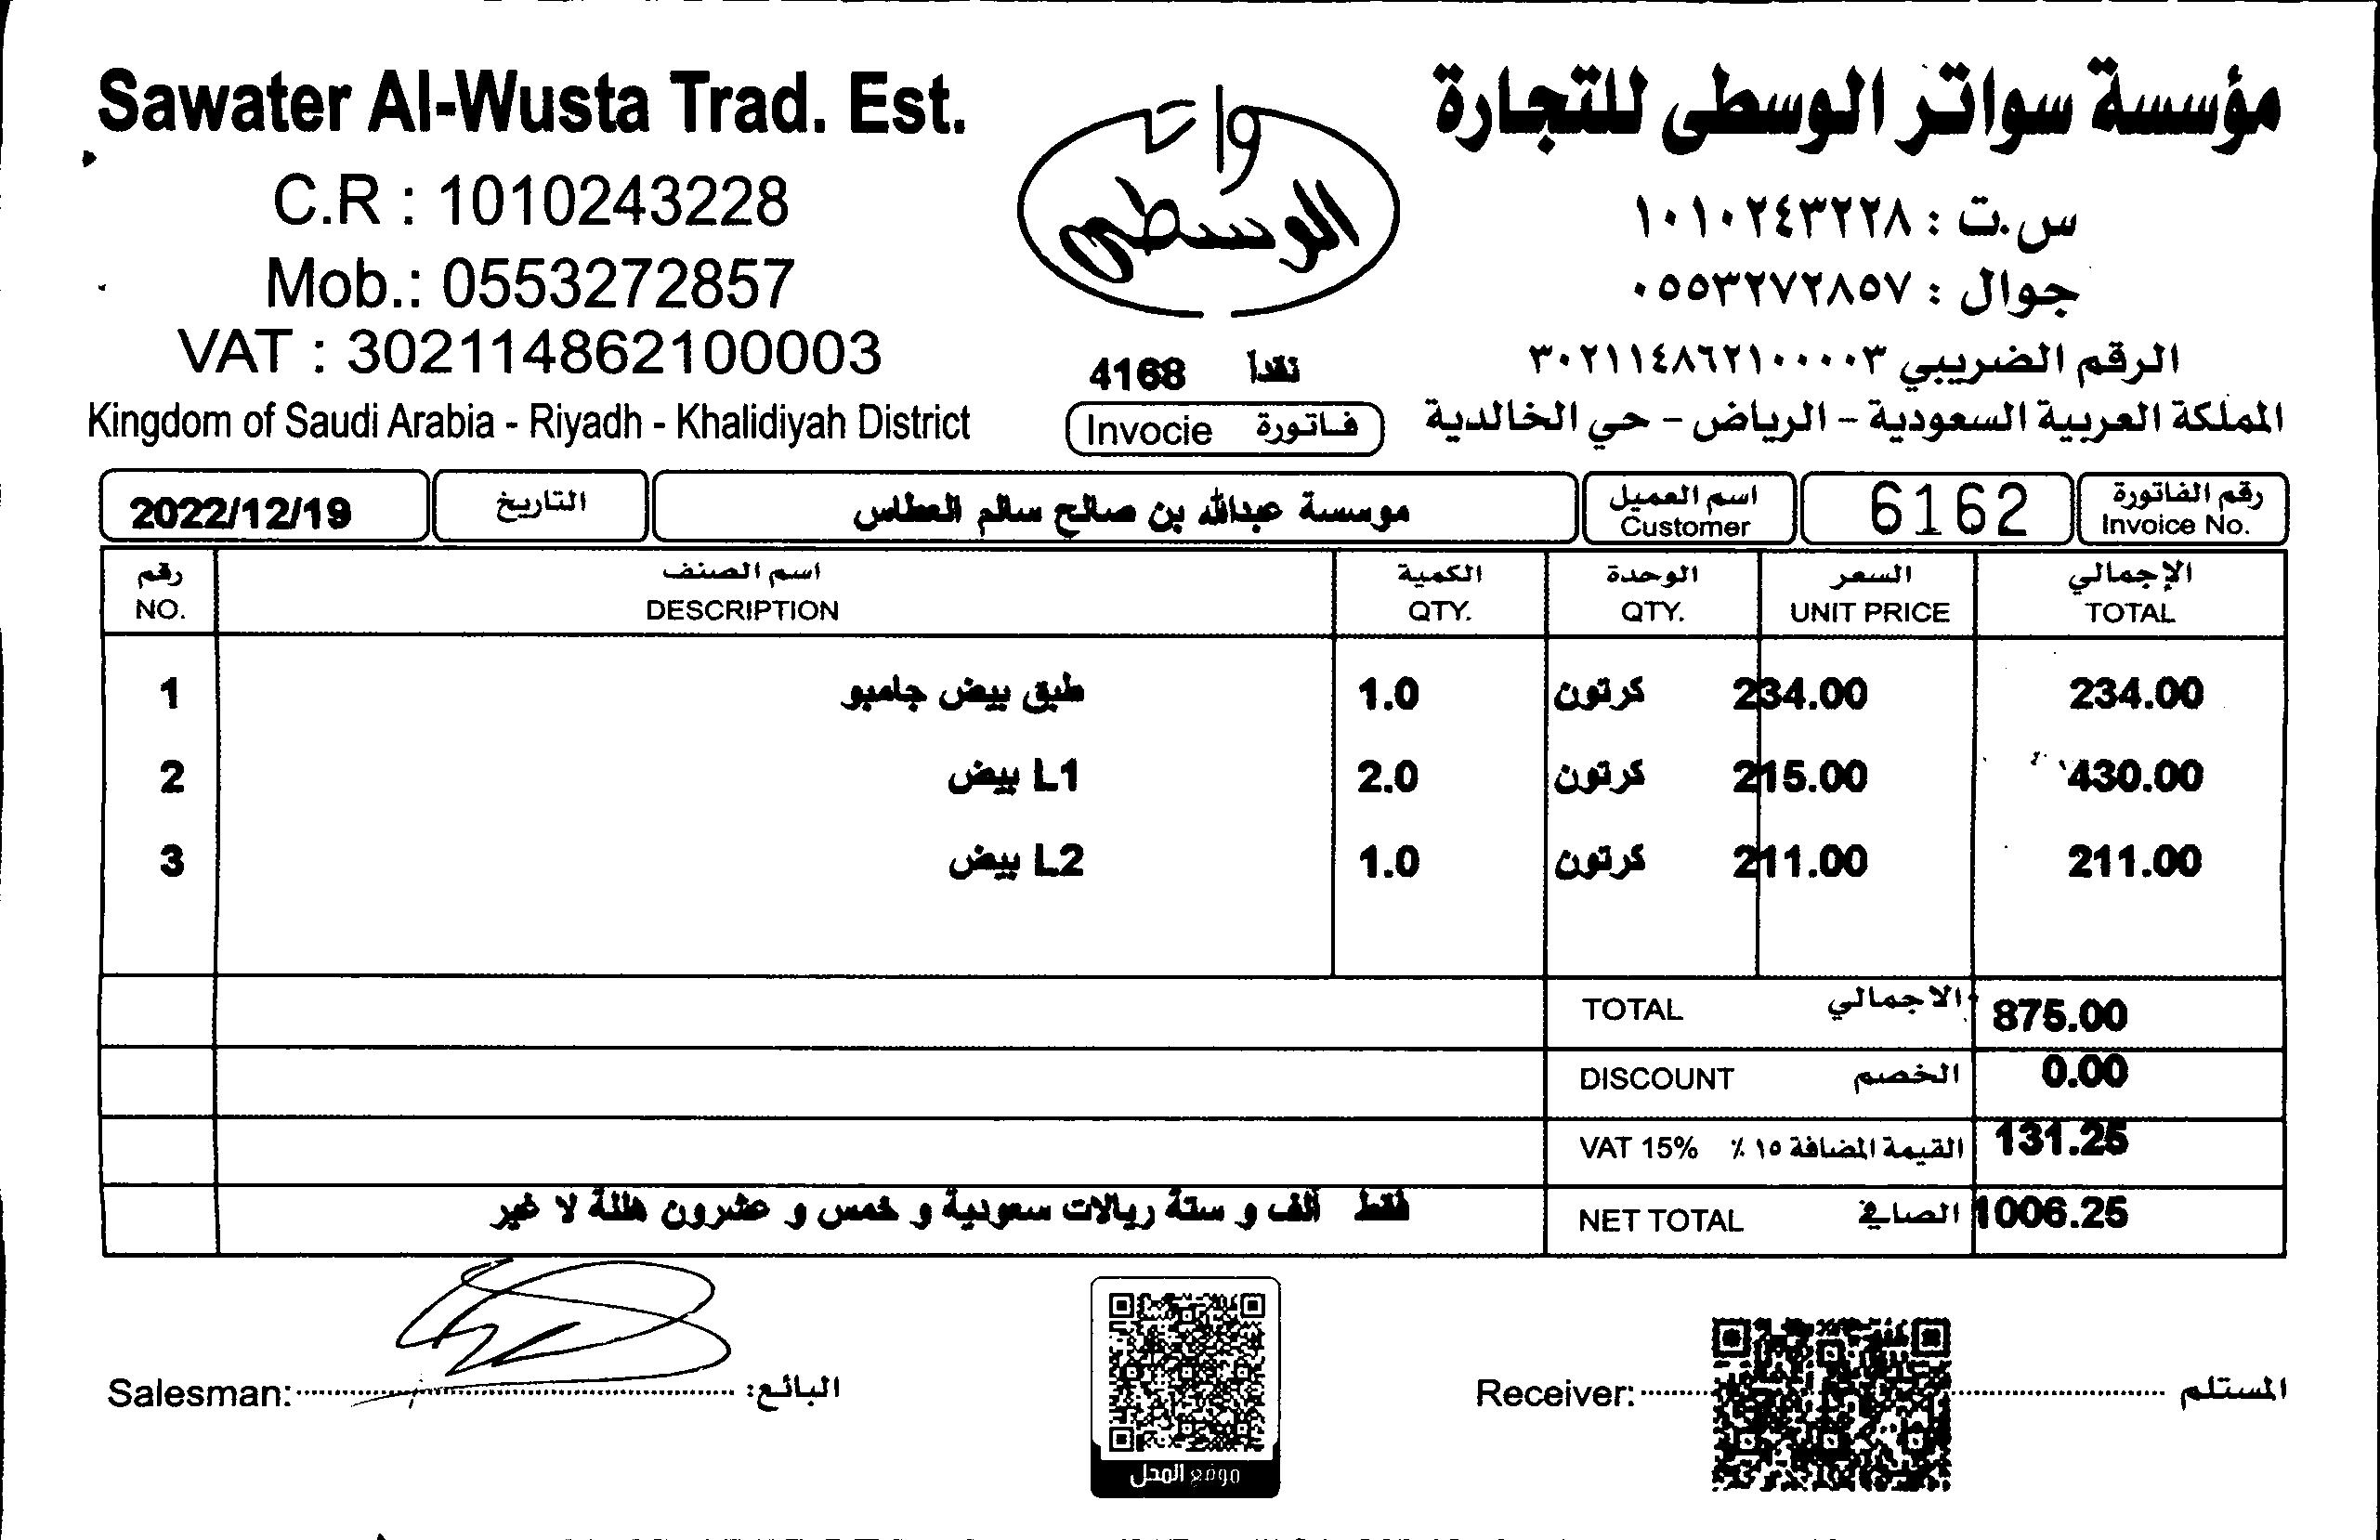 Sawater Al-Wusta Trad. Est.
C.R : 1010243228
Mob.: 0553272857
VAT : 302114862100003
Kingdom of Saudi Arabia - Riyadh - Khalidiyah District
الوسطى
4168 نقدا
Invocie فاتورة
مؤسسة سواتر الوسطى للتجارة
س.ت : ١٠١٠٢٤٣٢٢٨
جوال : ٠٥٥٣٢٧٢٨٥٧
الرقم الضريبي ٣٠٢١١٤٨٦٢١٠٠٠٠٣
المملكة العربية السعودية - الرياض - حي الخالدية
رقم الفاتورة
Invoice No.
6162
اسم العميل
Customer
موسسة عبدالله بن صالح سالم العطاس
التاريخ
2022/12/19
رقم اسم الصنف الكمية الوحدة السعر الإجمالي
NO. DESCRIPTION QTY. QTY. UNIT PRICE TOTAL
1 طبق بيض جامبو 1.0 كرتون 234.00 234.00
2 بيض L1 2.0 كرتون 215.00 430.00
3 بيض L2 1.0 كرتون 211.00 211.00
TOTAL الاجمالي 875.00
DISCOUNT الخصم 0.00
VAT 15% القيمة المضافة ١٥ ٪ 131.25
فقط ألف و ستة ريالات سعودية و خمس و عشرون هللة لا غير
NET TOTAL الصافي 1006.25
Salesman: البائع:
موقع المحل
Receiver: المستلم